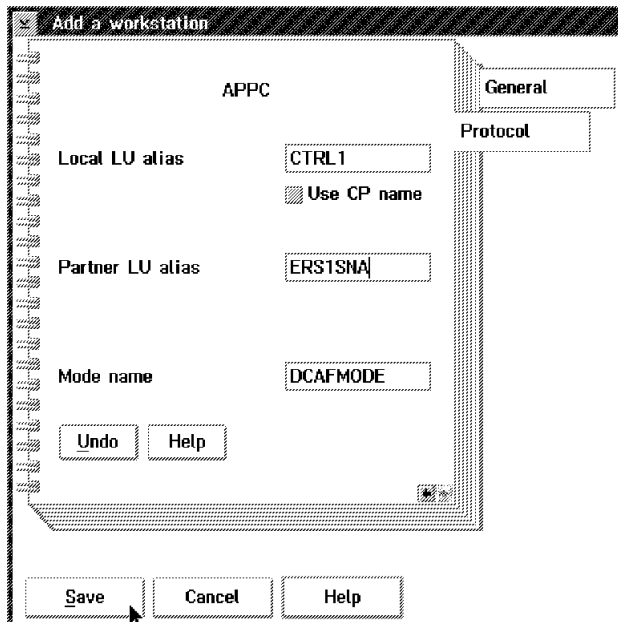 Add a workstation
APPC
General
Protocol
Local LU alias CTRL1
Use CP name
Partner LU alias ERS1SNA
Mode name DCAFMODE
Undo Help
Save Cancel Help